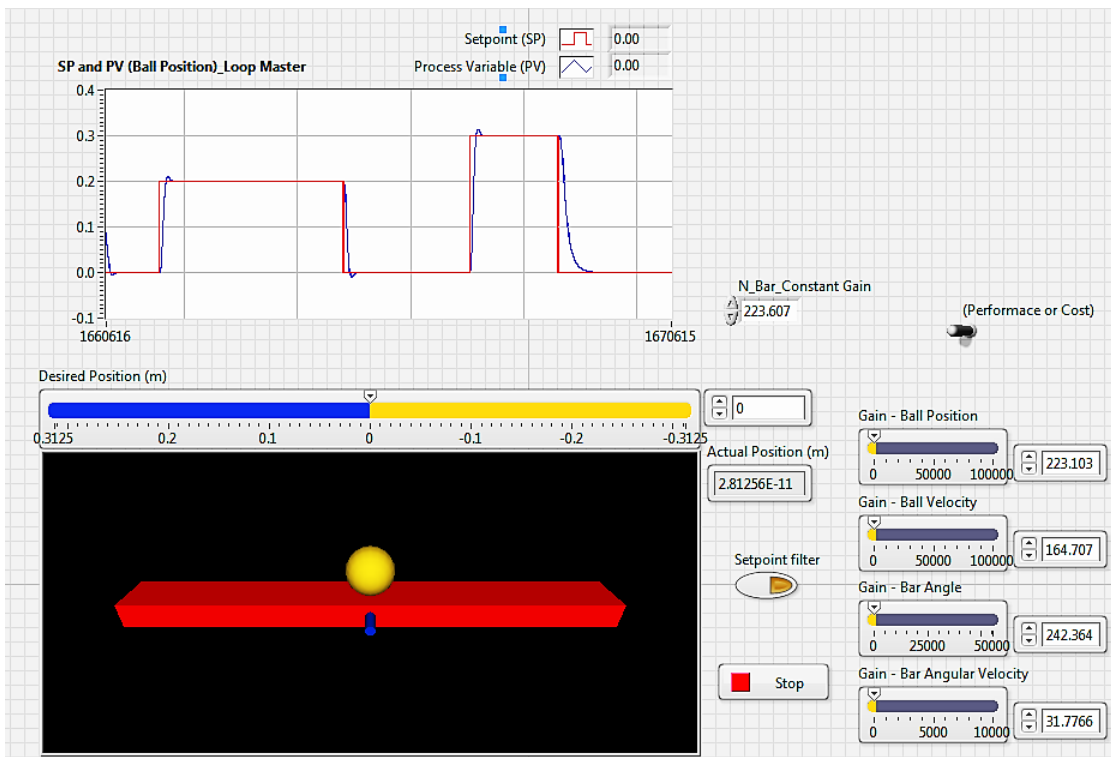 Setpoint (SP) 0.00
SP and PV (Ball Position)_Loop Master
Process Variable (PV) 0.00
0.4
0.3
0.2
0.1
0.0
-0.1
1660616 1670615
N_Bar_Constant Gain
223.607
(Performace or Cost)
Desired Position (m)
0
0.3125 0.2 0.1 0 -0.1 -0.2 -0.3125
Actual Position (m)
2.81256E-11
Setpoint filter
Stop
Gain - Ball Position
0 50000 100000
223.103
Gain - Ball Velocity
0 50000 100000
164.707
Gain - Bar Angle
0 25000 50000
242.364
Gain - Bar Angular Velocity
0 5000 10000
31.7766